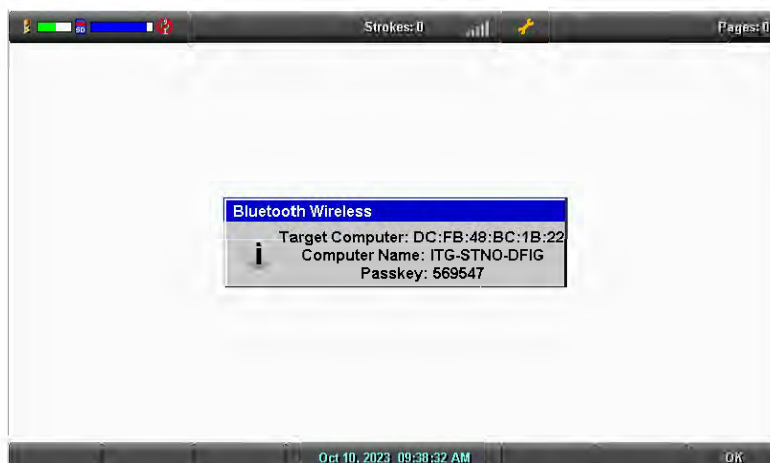 SD Strokes: 0 Pages: 0
Bluetooth Wireless
Target Computer: DC:FB:48:BC:1B:22
Computer Name: ITG-STNO-DFIG
Passkey: 569547
Oct 10, 2023 09:38:32 AM OK